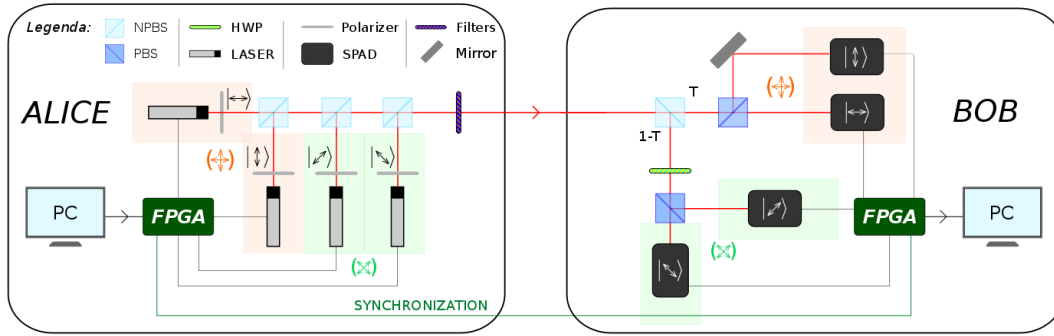 Legenda: NPBS HWP Polarizer Filters
PBS LASER SPAD Mirror
ALICE
BOB
T
1-T
|↔⟩
|↕⟩
|↕⟩ |⤢⟩ |⤡⟩
|↔⟩
PC
FPGA
|⤢⟩
FPGA
PC
|⤡⟩
SYNCHRONIZATION